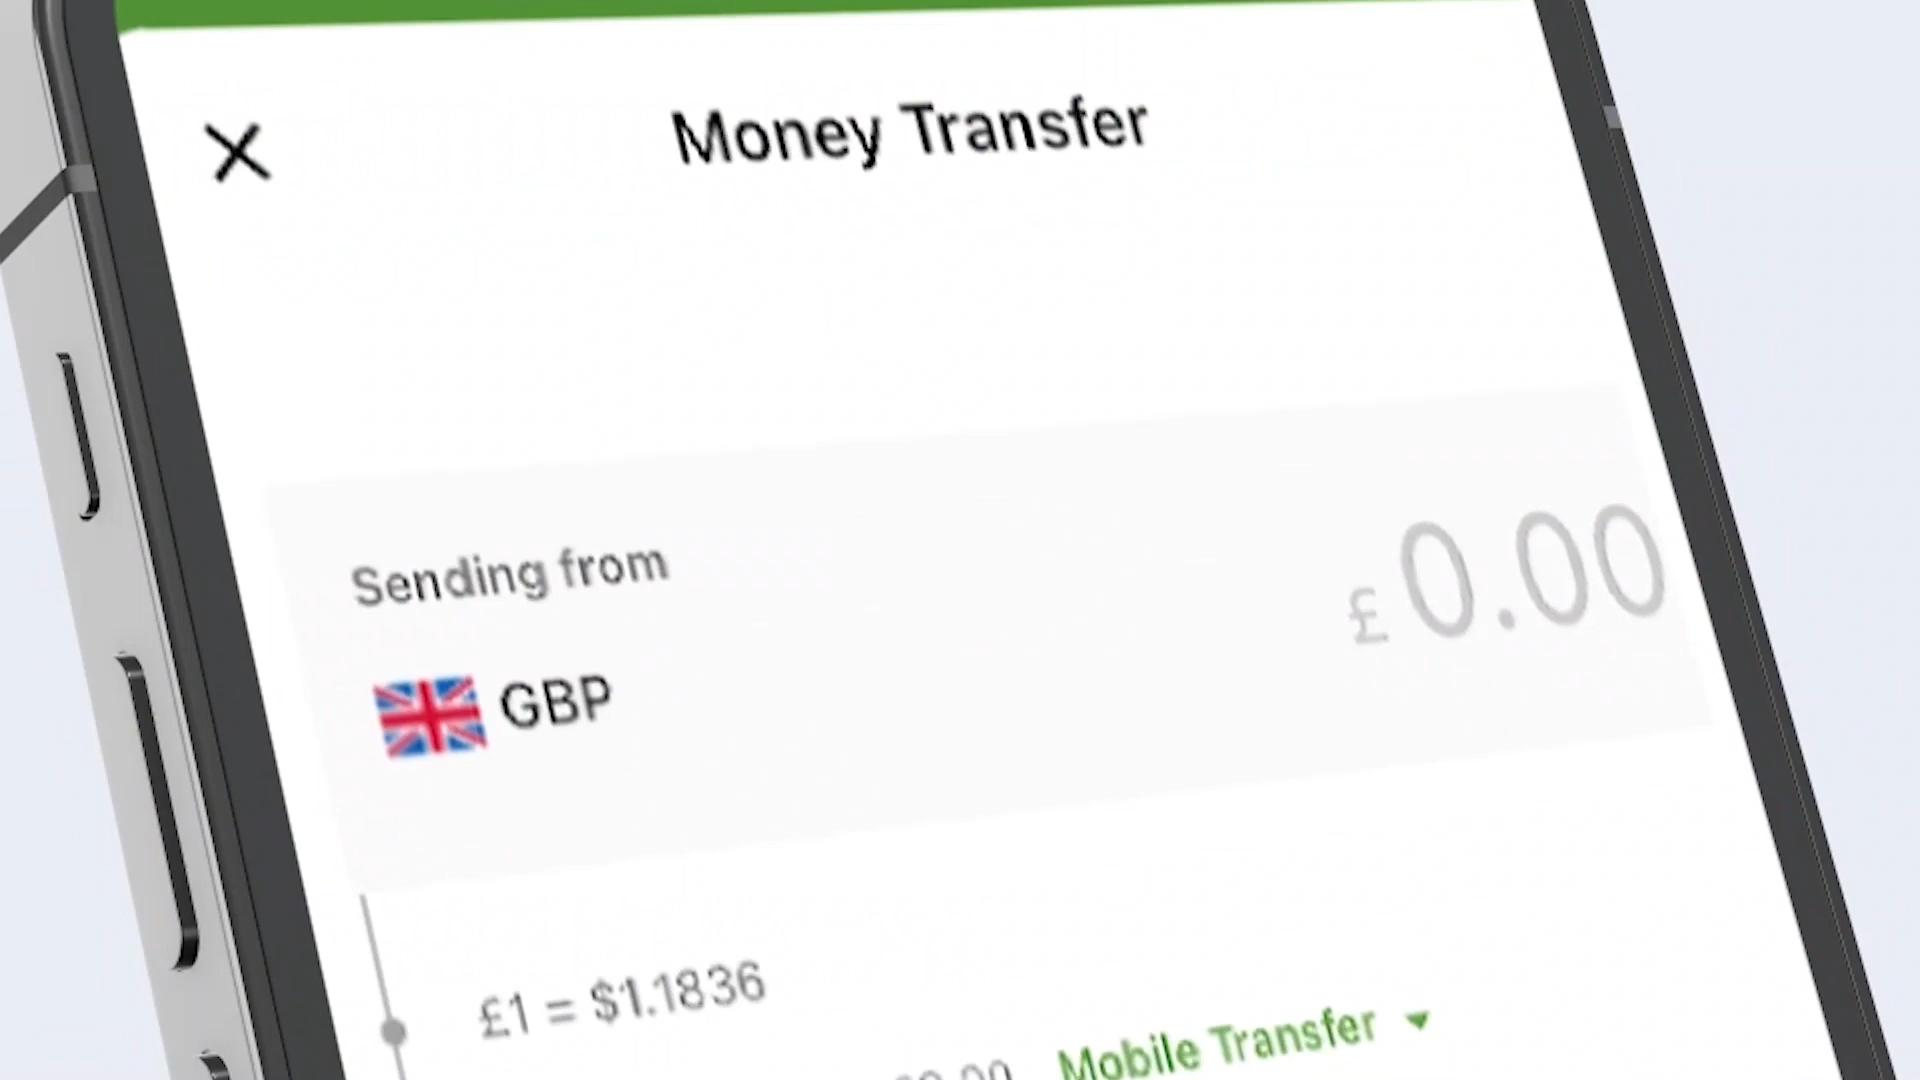 Money Transfer
Sending from
£0.00
GBP
£1 = $1.1836
Mobile Transfer